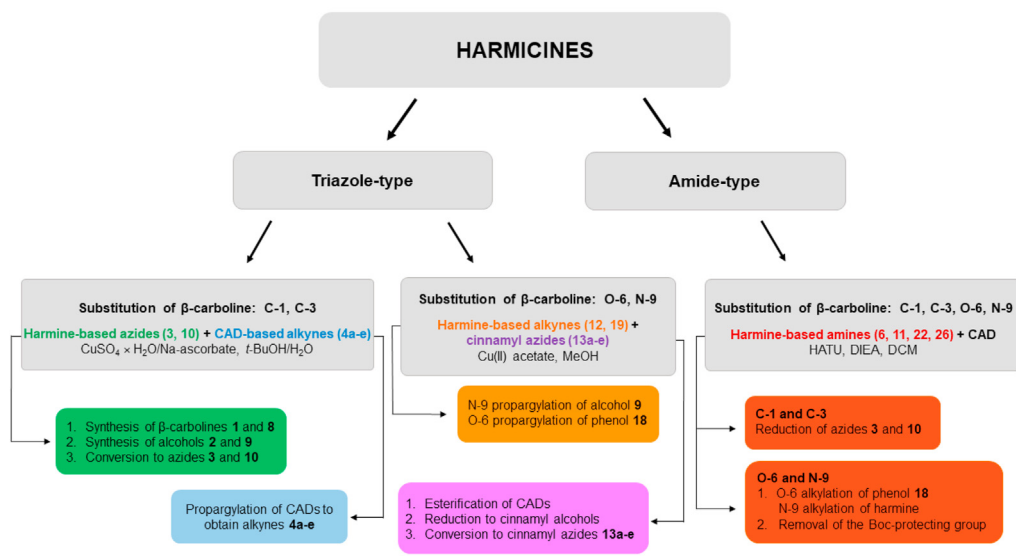 HARMICINES
Triazole-type
Amide-type
Substitution of β-carboline: C-1, C-3
Harmine-based azides (3, 10) + CAD-based alkynes (4a-e)
CuSO₄ × H₂O/Na-ascorbate, t-BuOH/H₂O
Substitution of β-carboline: O-6, N-9
Harmine-based alkynes (12, 19) +
cinnamyl azides (13a-e)
Cu(II) acetate, MeOH
Substitution of β-carboline: C-1, C-3, O-6, N-9
Harmine-based amines (6, 11, 22, 26) + CAD
HATU, DIEA, DCM
1. Synthesis of β-carbolines 1 and 8
2. Synthesis of alcohols 2 and 9
3. Conversion to azides 3 and 10
N-9 propargylation of alcohol 9
O-6 propargylation of phenol 18
C-1 and C-3
Reduction of azides 3 and 10
Propargylation of CADs to
obtain alkynes 4a-e
1. Esterification of CADs
2. Reduction to cinnamyl alcohols
3. Conversion to cinnamyl azides 13a-e
O-6 and N-9
1. O-6 alkylation of phenol 18
N-9 alkylation of harmine
2. Removal of the Boc-protecting group